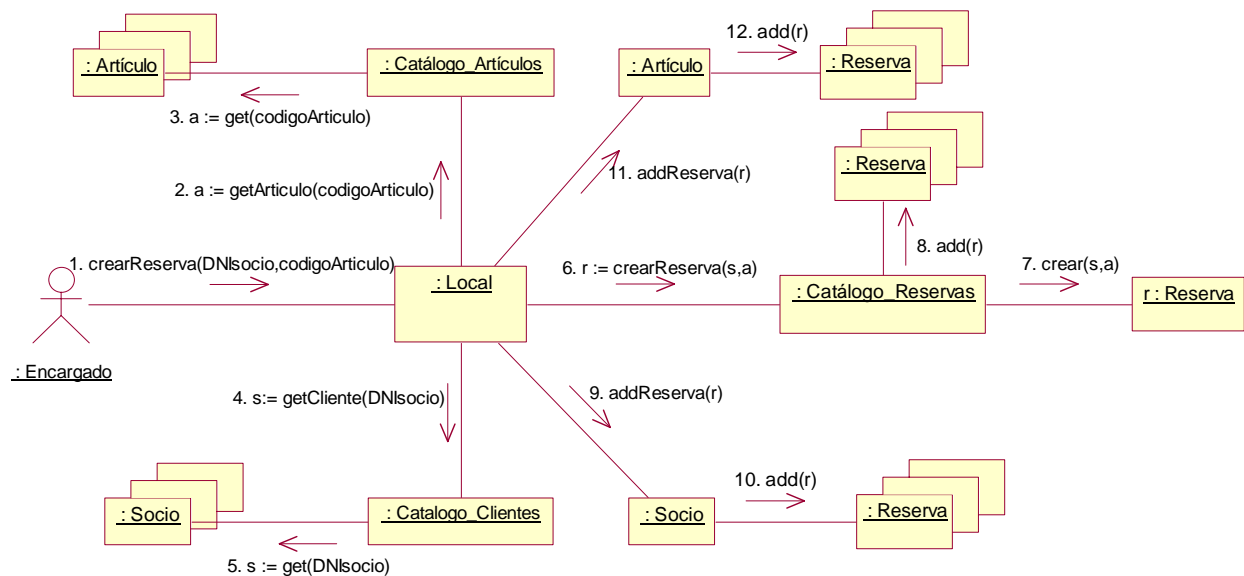 12. add(r)
: Artículo
: Catálogo_Artículos
: Artículo
: Reserva
3. a := get(codigoArticulo)
: Reserva
11. addReserva(r)
2. a := getArticulo(codigoArticulo)
8. add(r)
1. crearReserva(DNIsocio,codigoArticulo)
6. r := crearReserva(s,a)
7. crear(s,a)
: Local
: Catálogo_Reservas
r : Reserva
: Encargado
4. s:= getCliente(DNIsocio)
9. addReserva(r)
10. add(r)
: Socio
: Catalogo_Clientes
: Socio
: Reserva
5. s := get(DNIsocio)